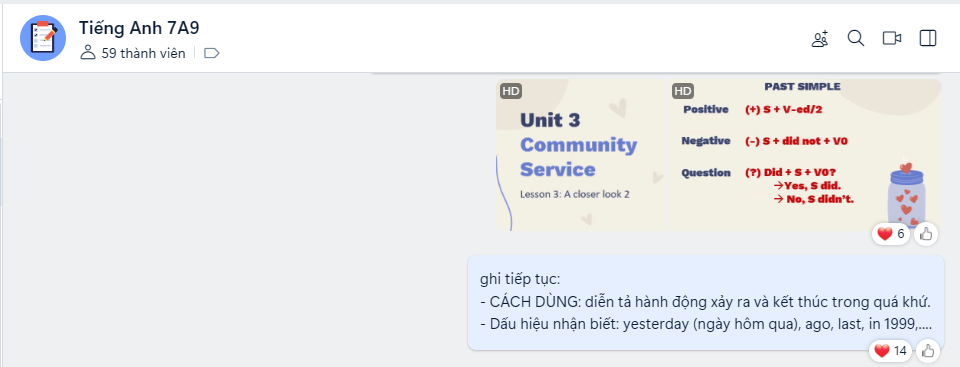 Tiếng Anh 7A9
59 thành viên
HD
Unit 3
Community
Service
Lesson 3: A closer look 2
HD
PAST SIMPLE
Positive (+) S + V-ed/2
Negative (-) S + did not + V0
Question (?) Did + S + V0?
→Yes, S did.
→ No, S didn't.
6
ghi tiếp tục:
- CÁCH DÙNG: diễn tả hành động xảy ra và kết thúc trong quá khứ.
- Dấu hiệu nhận biết: yesterday (ngày hôm qua), ago, last, in 1999,....
14